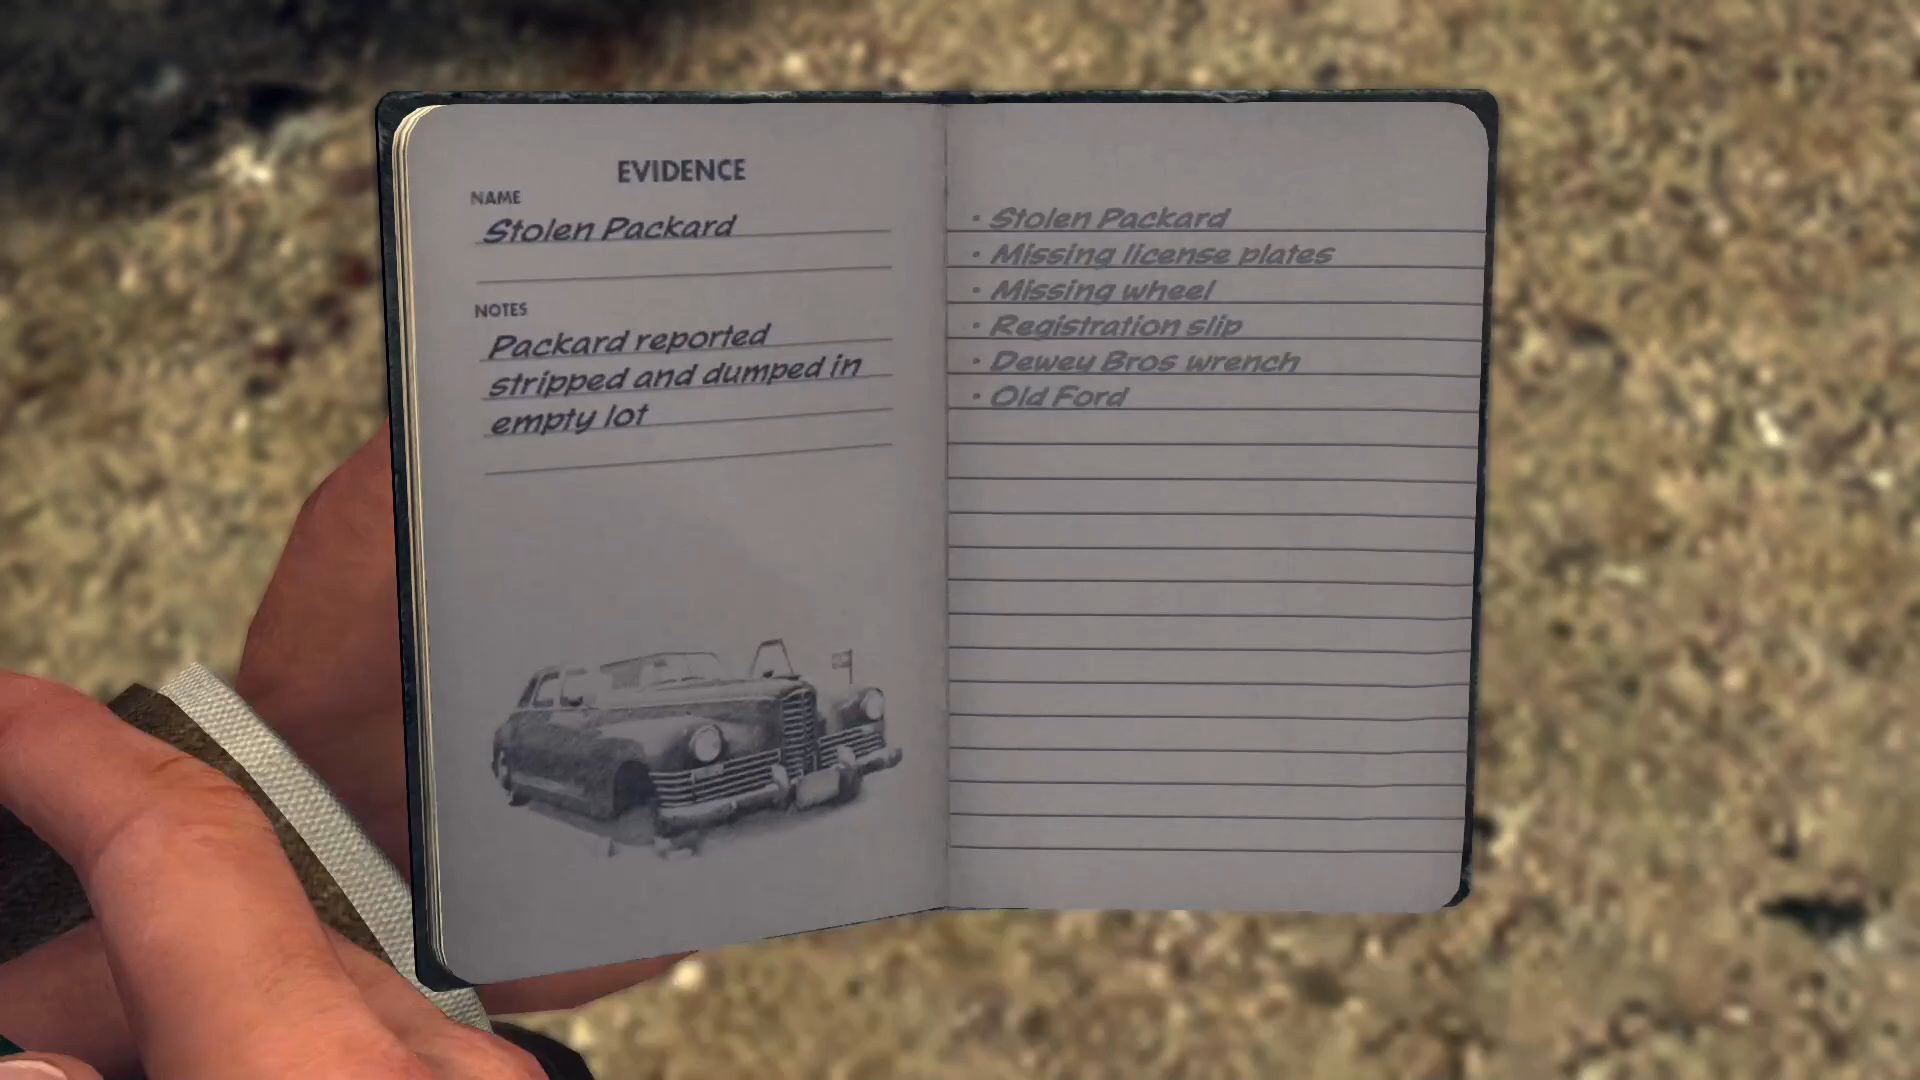 EVIDENCE
NAME
Stolen Packard
NOTES
Packard reported
stripped and dumped in
empty lot
• Stolen Packard
• Missing license plates
• Missing wheel
• Registration slip
• Dewey Bros wrench
• Old Ford